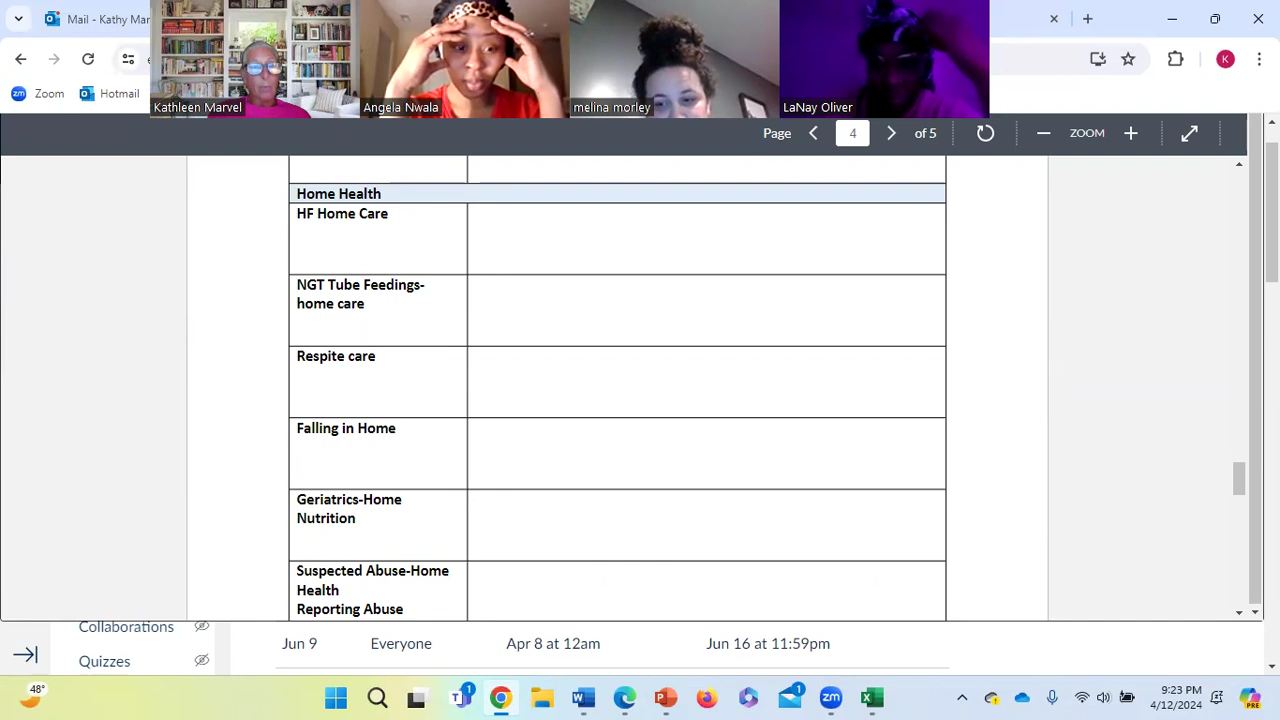 Mail - Kathy Mar
Zoom
Hotmail
Kathleen Marvel
Angela Nwala
melina morley
LaNay Oliver
K
Page 4 of 5
ZOOM
Home Health
HF Home Care
NGT Tube Feedings-
home care
Respite care
Falling in Home
Geriatrics-Home
Nutrition
Suspected Abuse-Home
Health
Reporting Abuse
Collaborations
Quizzes
Jun 9 Everyone Apr 8 at 12am Jun 16 at 11:59pm
48°
9:23 PM
4/12/2024